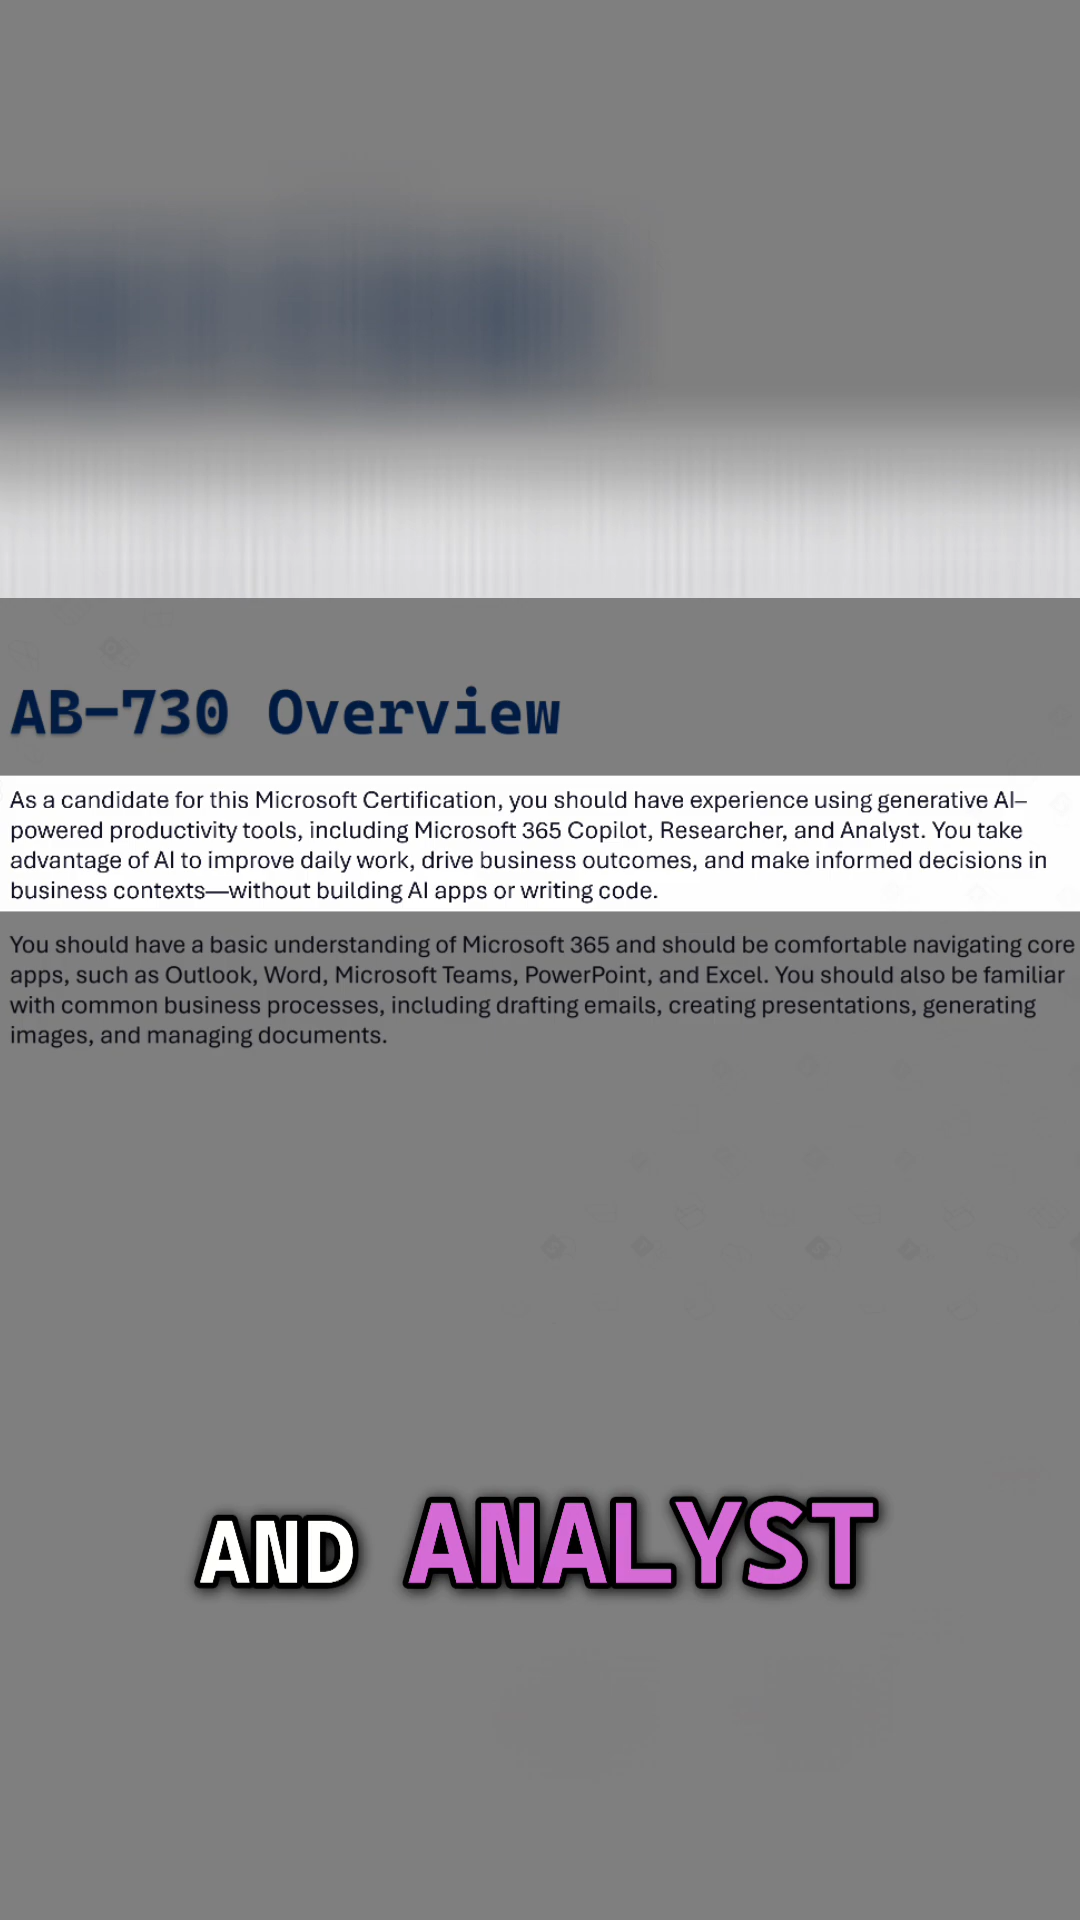 AB-730 Overview
As a candidate for this Microsoft Certification, you should have experience using generative AI–
powered productivity tools, including Microsoft 365 Copilot, Researcher, and Analyst. You take
advantage of AI to improve daily work, drive business outcomes, and make informed decisions in
business contexts—without building AI apps or writing code.
You should have a basic understanding of Microsoft 365 and should be comfortable navigating core
apps, such as Outlook, Word, Microsoft Teams, PowerPoint, and Excel. You should also be familiar
with common business processes, including drafting emails, creating presentations, generating
images, and managing documents.
AND ANALYST